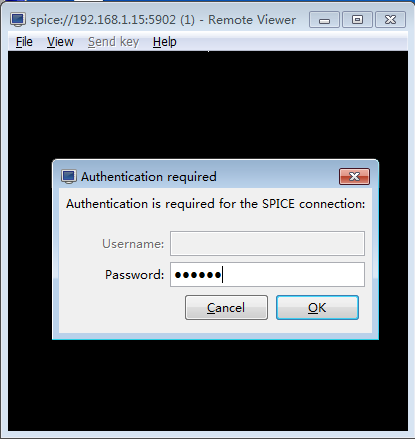 spice://192.168.1.15:5902 (1) - Remote Viewer
File View Send key Help
Authentication required
Authentication is required for the SPICE connection:
Username:
Password: ●●●●●●
Cancel OK